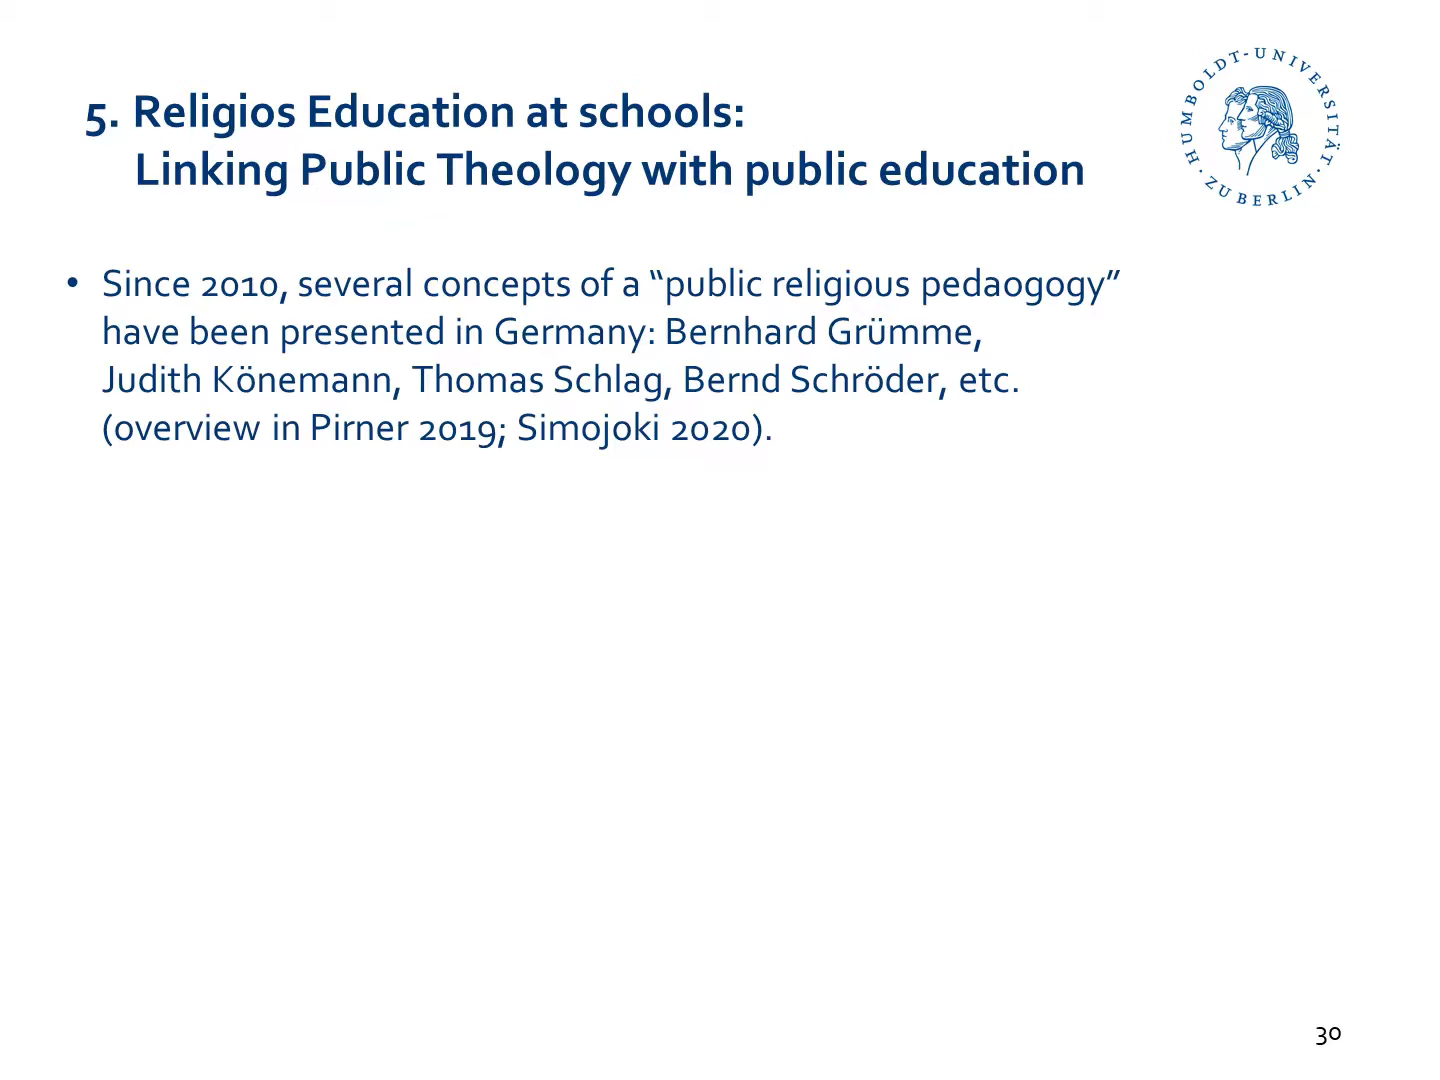 5. Religios Education at schools:
Linking Public Theology with public education
HUMBOLDT-UNIVERSITÄT
· ZU BERLIN ·
• Since 2010, several concepts of a “public religious pedaogogy”
have been presented in Germany: Bernhard Grümme,
Judith Könemann, Thomas Schlag, Bernd Schröder, etc.
(overview in Pirner 2019; Simojoki 2020).
30